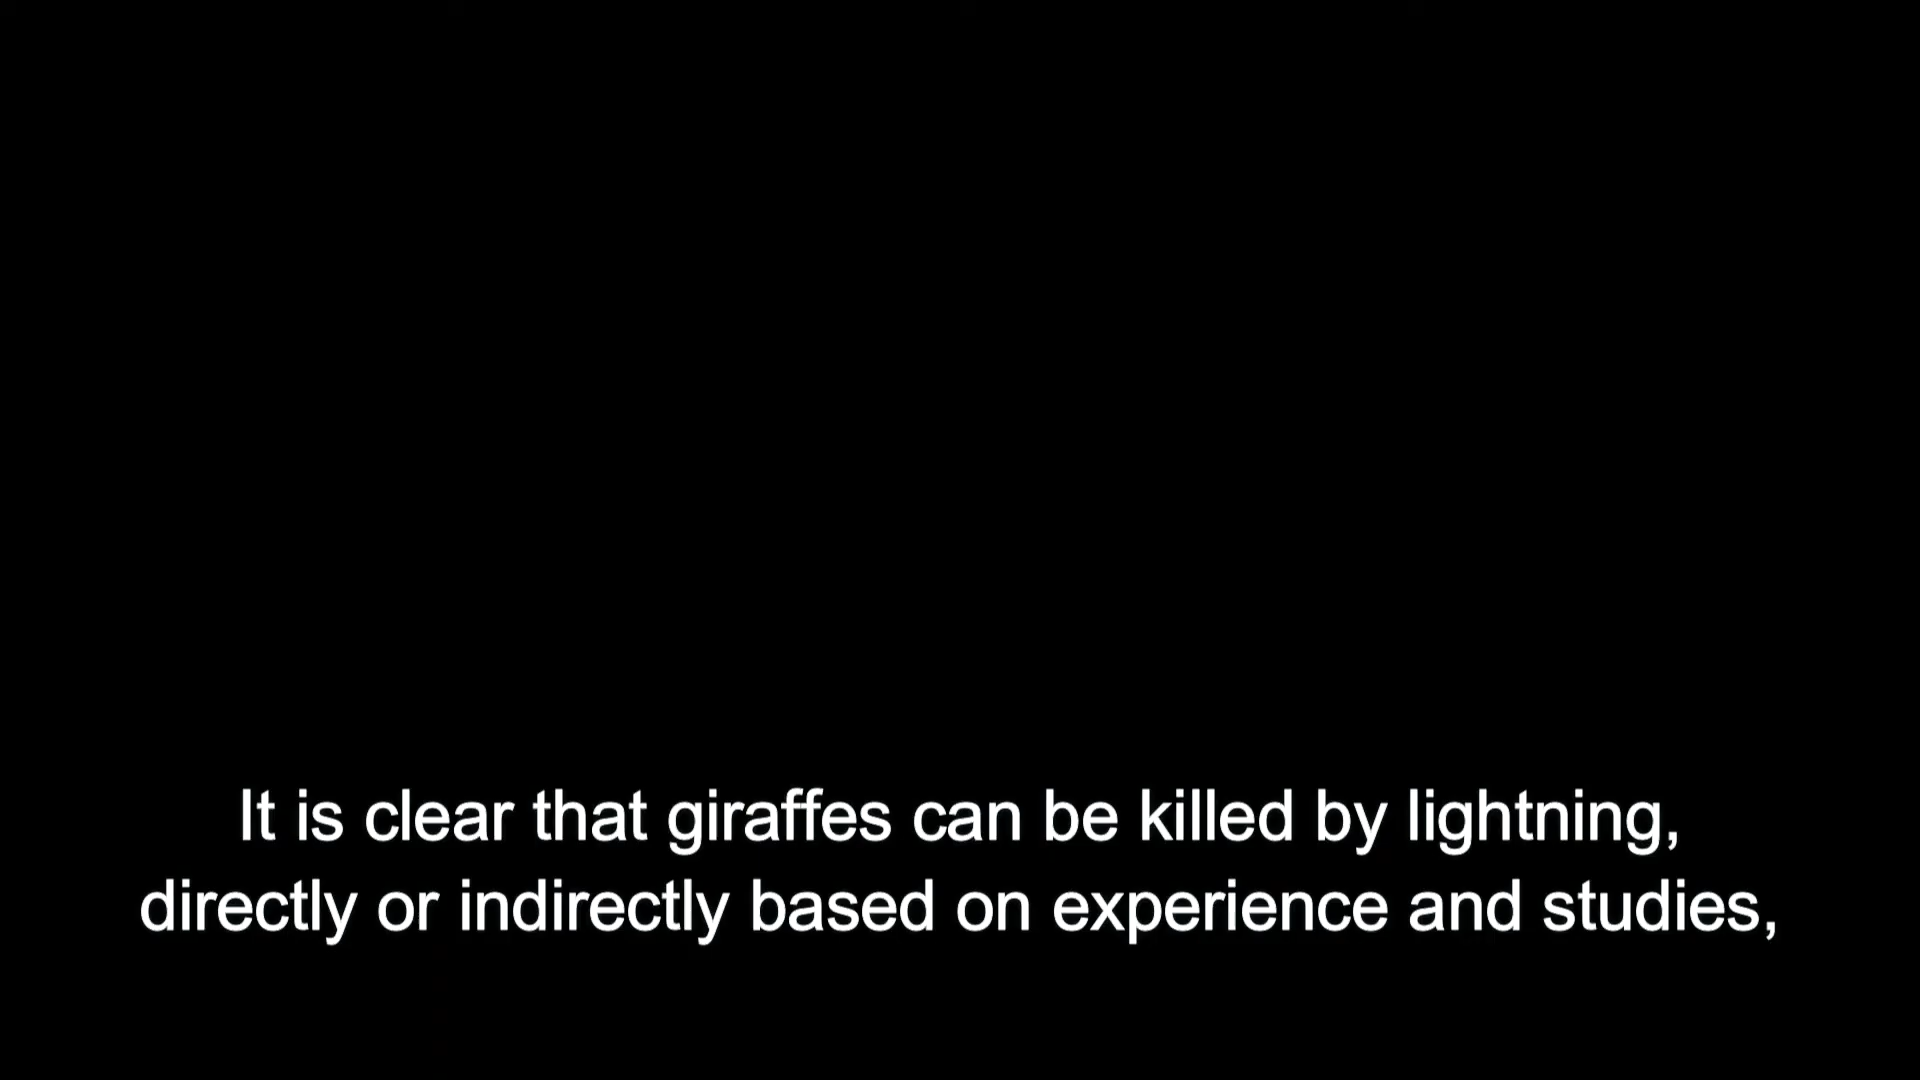 It is clear that giraffes can be killed by lightning,
directly or indirectly based on experience and studies,